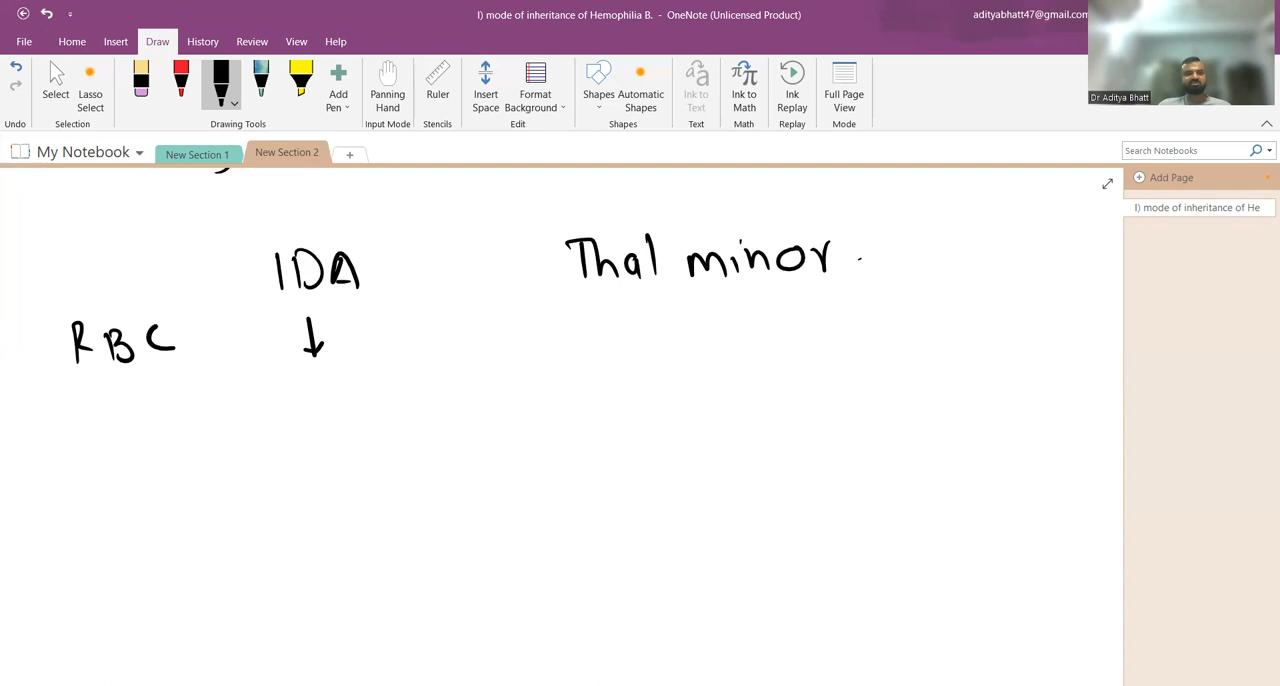 I) mode of inheritance of Hemophilia B. - OneNote (Unlicensed Product)
adityabhatt47@gmail.com
File Home Insert Draw History Review View Help
Undo
Select
Lasso Select
Selection
Drawing Tools
Add Pen
Panning Hand
Input Mode
Ruler
Stencils
Insert Space
Format Background
Edit
Shapes
Automatic Shapes
Shapes
Ink to Text
Text
Ink to Math
Math
Ink Replay
Replay
Full Page View
Mode
Dr Aditya Bhatt
My Notebook
New Section 1
New Section 2
Search Notebooks
Add Page
I) mode of inheritance of He
IDA Thal minor.
RBC ↓